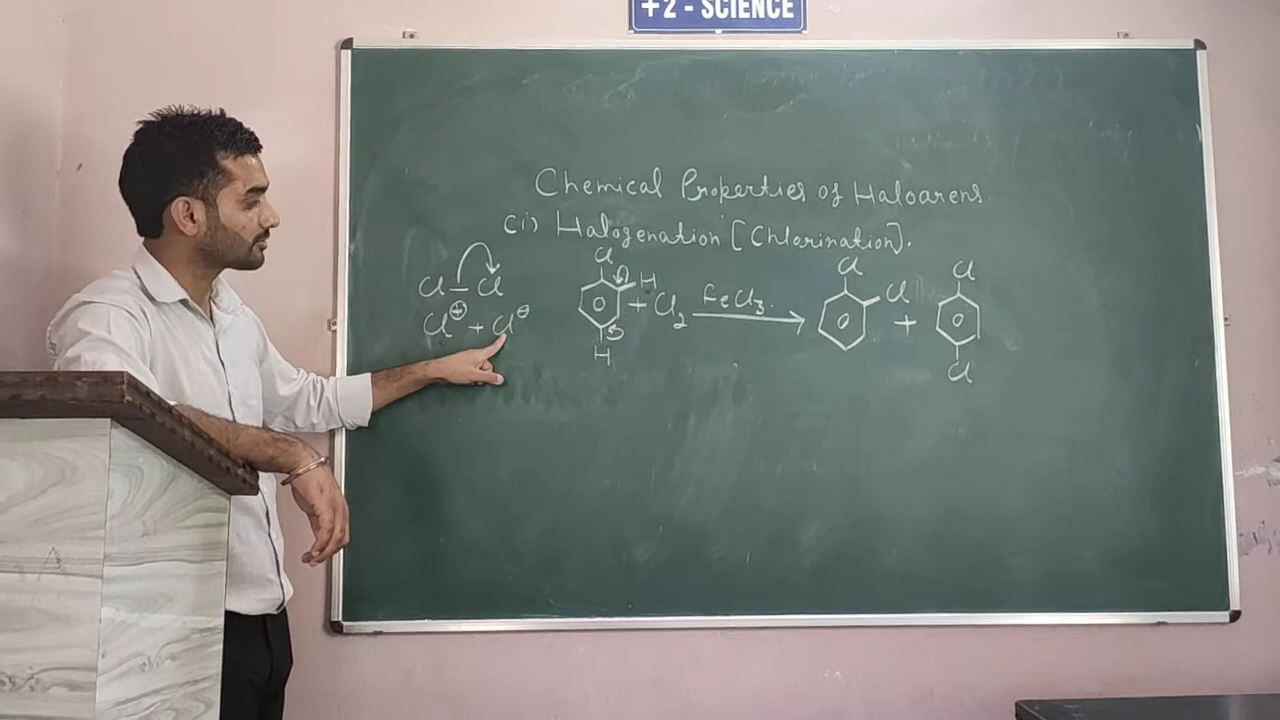 +2 - SCIENCE
Chemical Properties of Haloarens
(i) Halogenation [Chlorination].
Cl – Cl
Cl⊕ + Cl⊖
Cl H H + Cl2 FeCl3. Cl Cl + Cl Cl